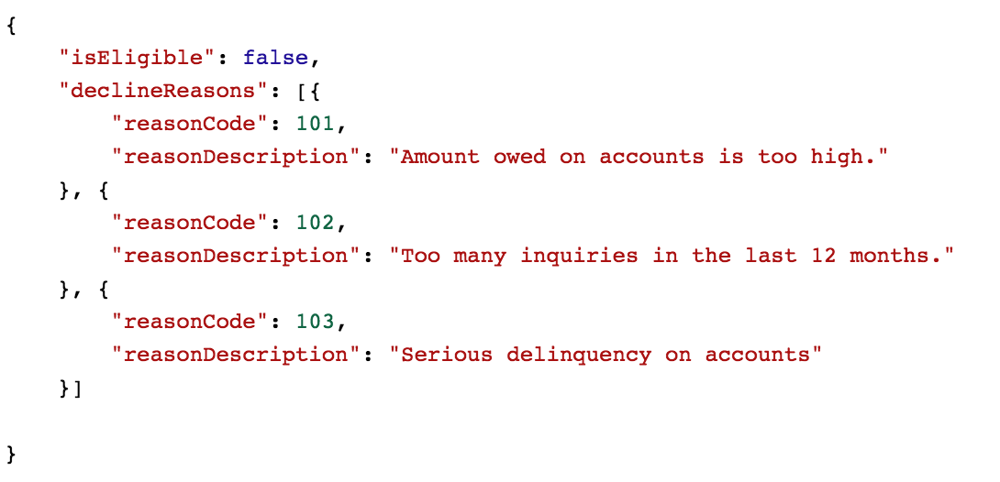 {
    "isEligible": false,
    "declineReasons": [{
        "reasonCode": 101,
        "reasonDescription": "Amount owed on accounts is too high."
    }, {
        "reasonCode": 102,
        "reasonDescription": "Too many inquiries in the last 12 months."
    }, {
        "reasonCode": 103,
        "reasonDescription": "Serious delinquency on accounts"
    }]

}